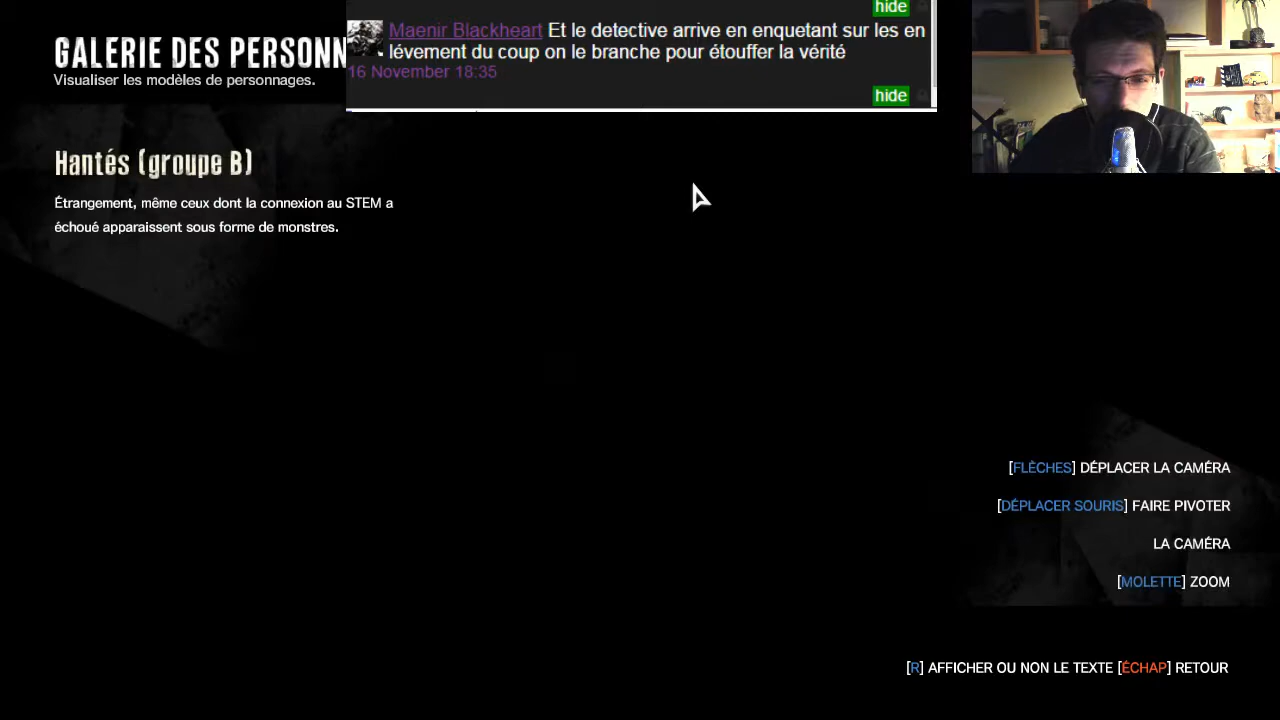 hide
GALERIE DES PERSONN
Visualiser les modèles de personnages.
Maenir Blackheart Et le detective arrive en enquetant sur les en
lévement du coup on le branche pour étouffer la vérité
16 November 18:35
hide
Hantés (groupe B)
Étrangement, même ceux dont la connexion au STEM a
échoué apparaissent sous forme de monstres.
[FLÈCHES] DÉPLACER LA CAMÉRA
[DÉPLACER SOURIS] FAIRE PIVOTER
LA CAMÉRA
[MOLETTE] ZOOM
[R] AFFICHER OU NON LE TEXTE [ÉCHAP] RETOUR